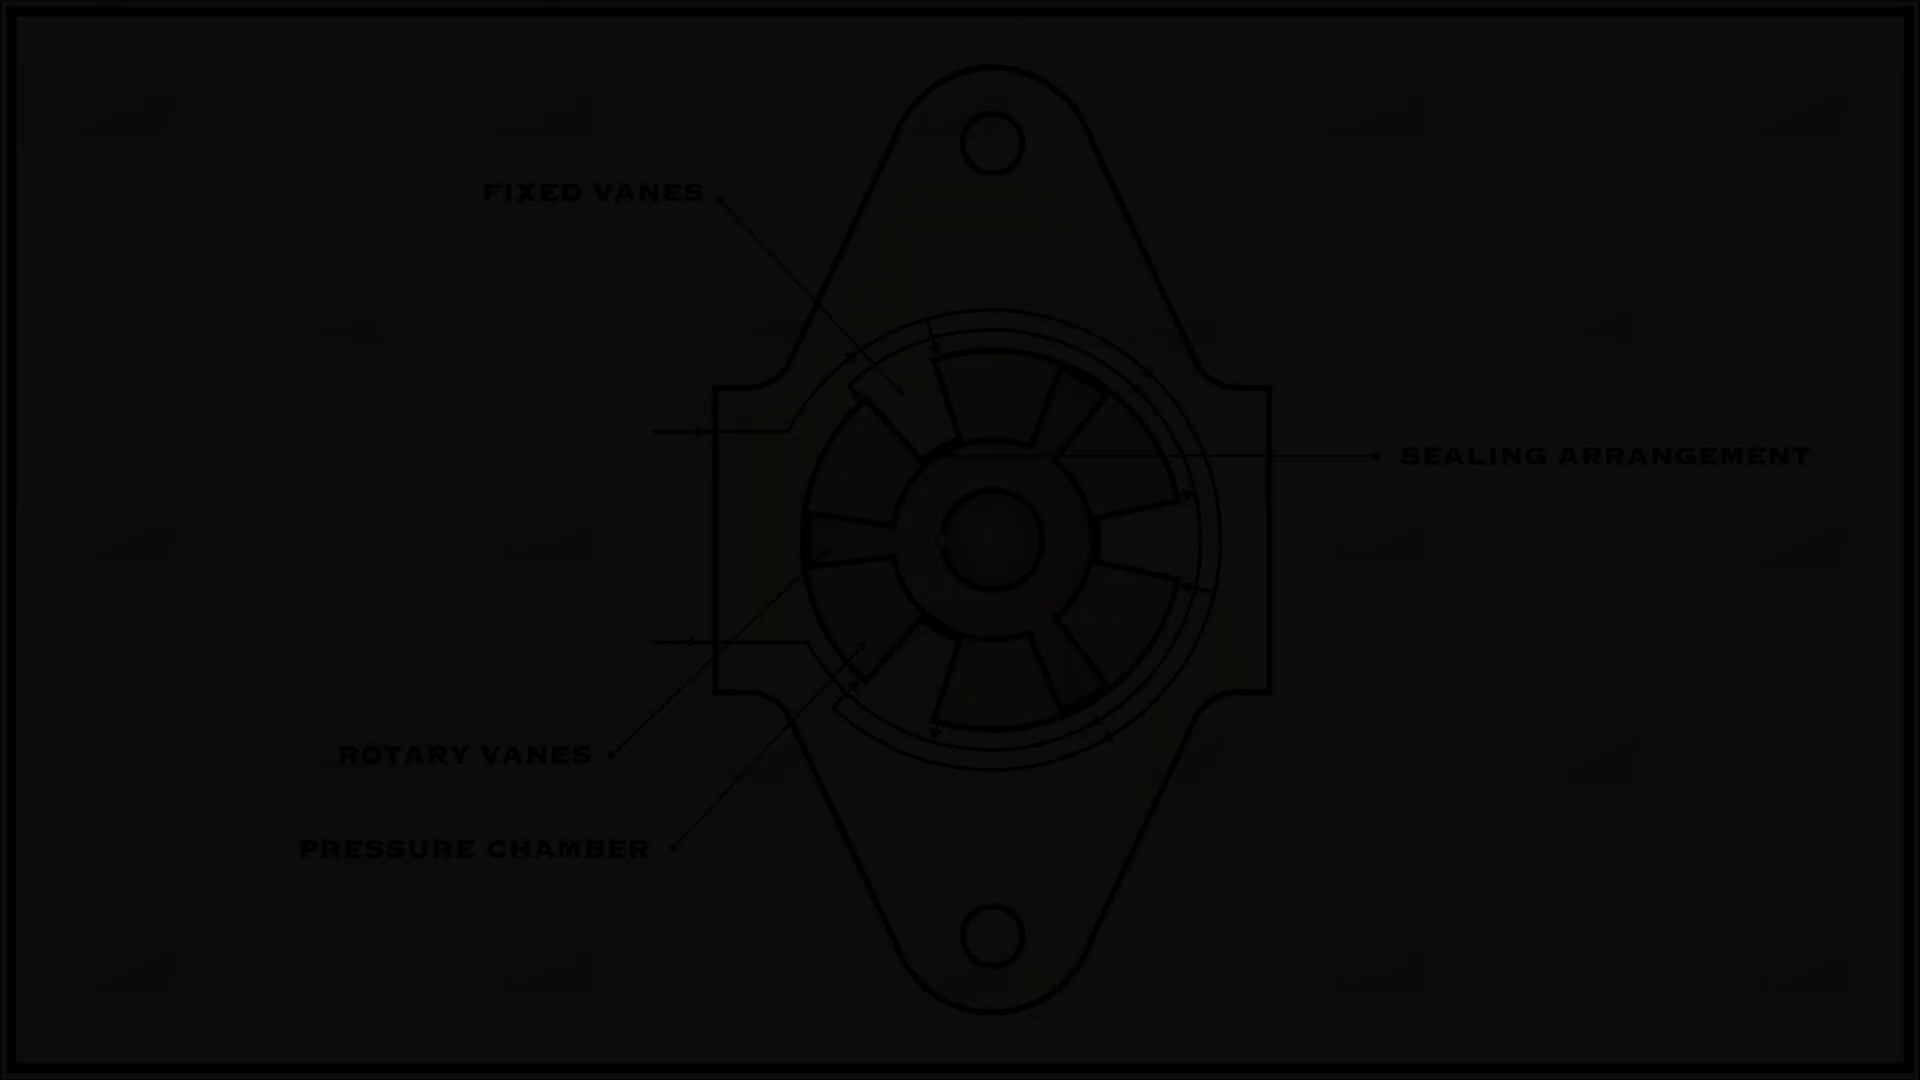 FIXED VANES
SEALING ARRANGEMENT
ROTARY VANES
PRESSURE CHAMBER